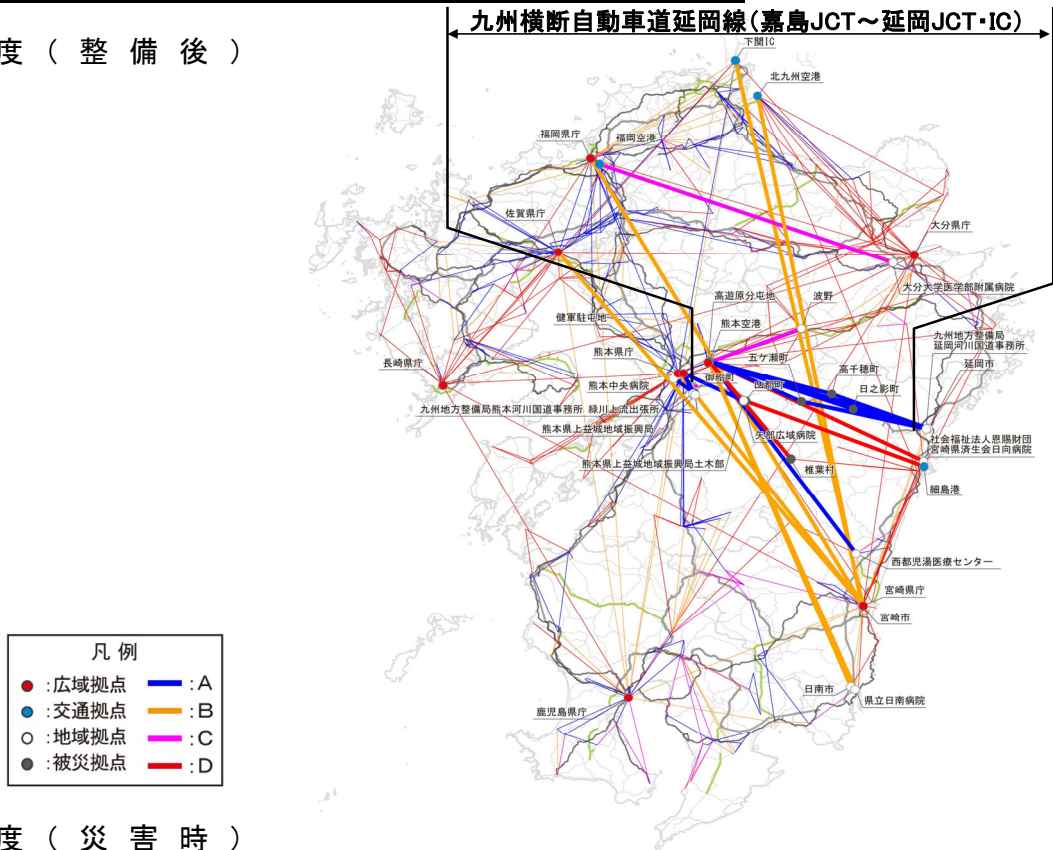 九州横断自動車道延岡線(嘉島JCT～延岡JCT・IC)
度(整備後)
下関IC
北九州空港
福岡県庁
福岡空港
佐賀県庁
大分県庁
大分大学医学部附属病院
高遊原分屯地
波野
健軍駐屯地
熊本空港
九州地方整備局
延岡河川国道事務所
熊本県庁
五ケ瀬町
高千穂町
延岡市
長崎県庁
御船町
山都町
日之影町
熊本中央病院
九州地方整備局熊本河川国道事務所 緑川上流出張所
熊本県上益城地域振興局
矢部広域病院
社会福祉法人恩賜財団
宮崎県済生会日向病院
熊本県上益城地域振興局土木部
椎葉村
細島港
西都児湯医療センター
宮崎県庁
宮崎市
日南市
県立日南病院
鹿児島県庁
凡例
:広域拠点 :A
:交通拠点 :B
:地域拠点 :C
:被災拠点 :D
度(災害時)